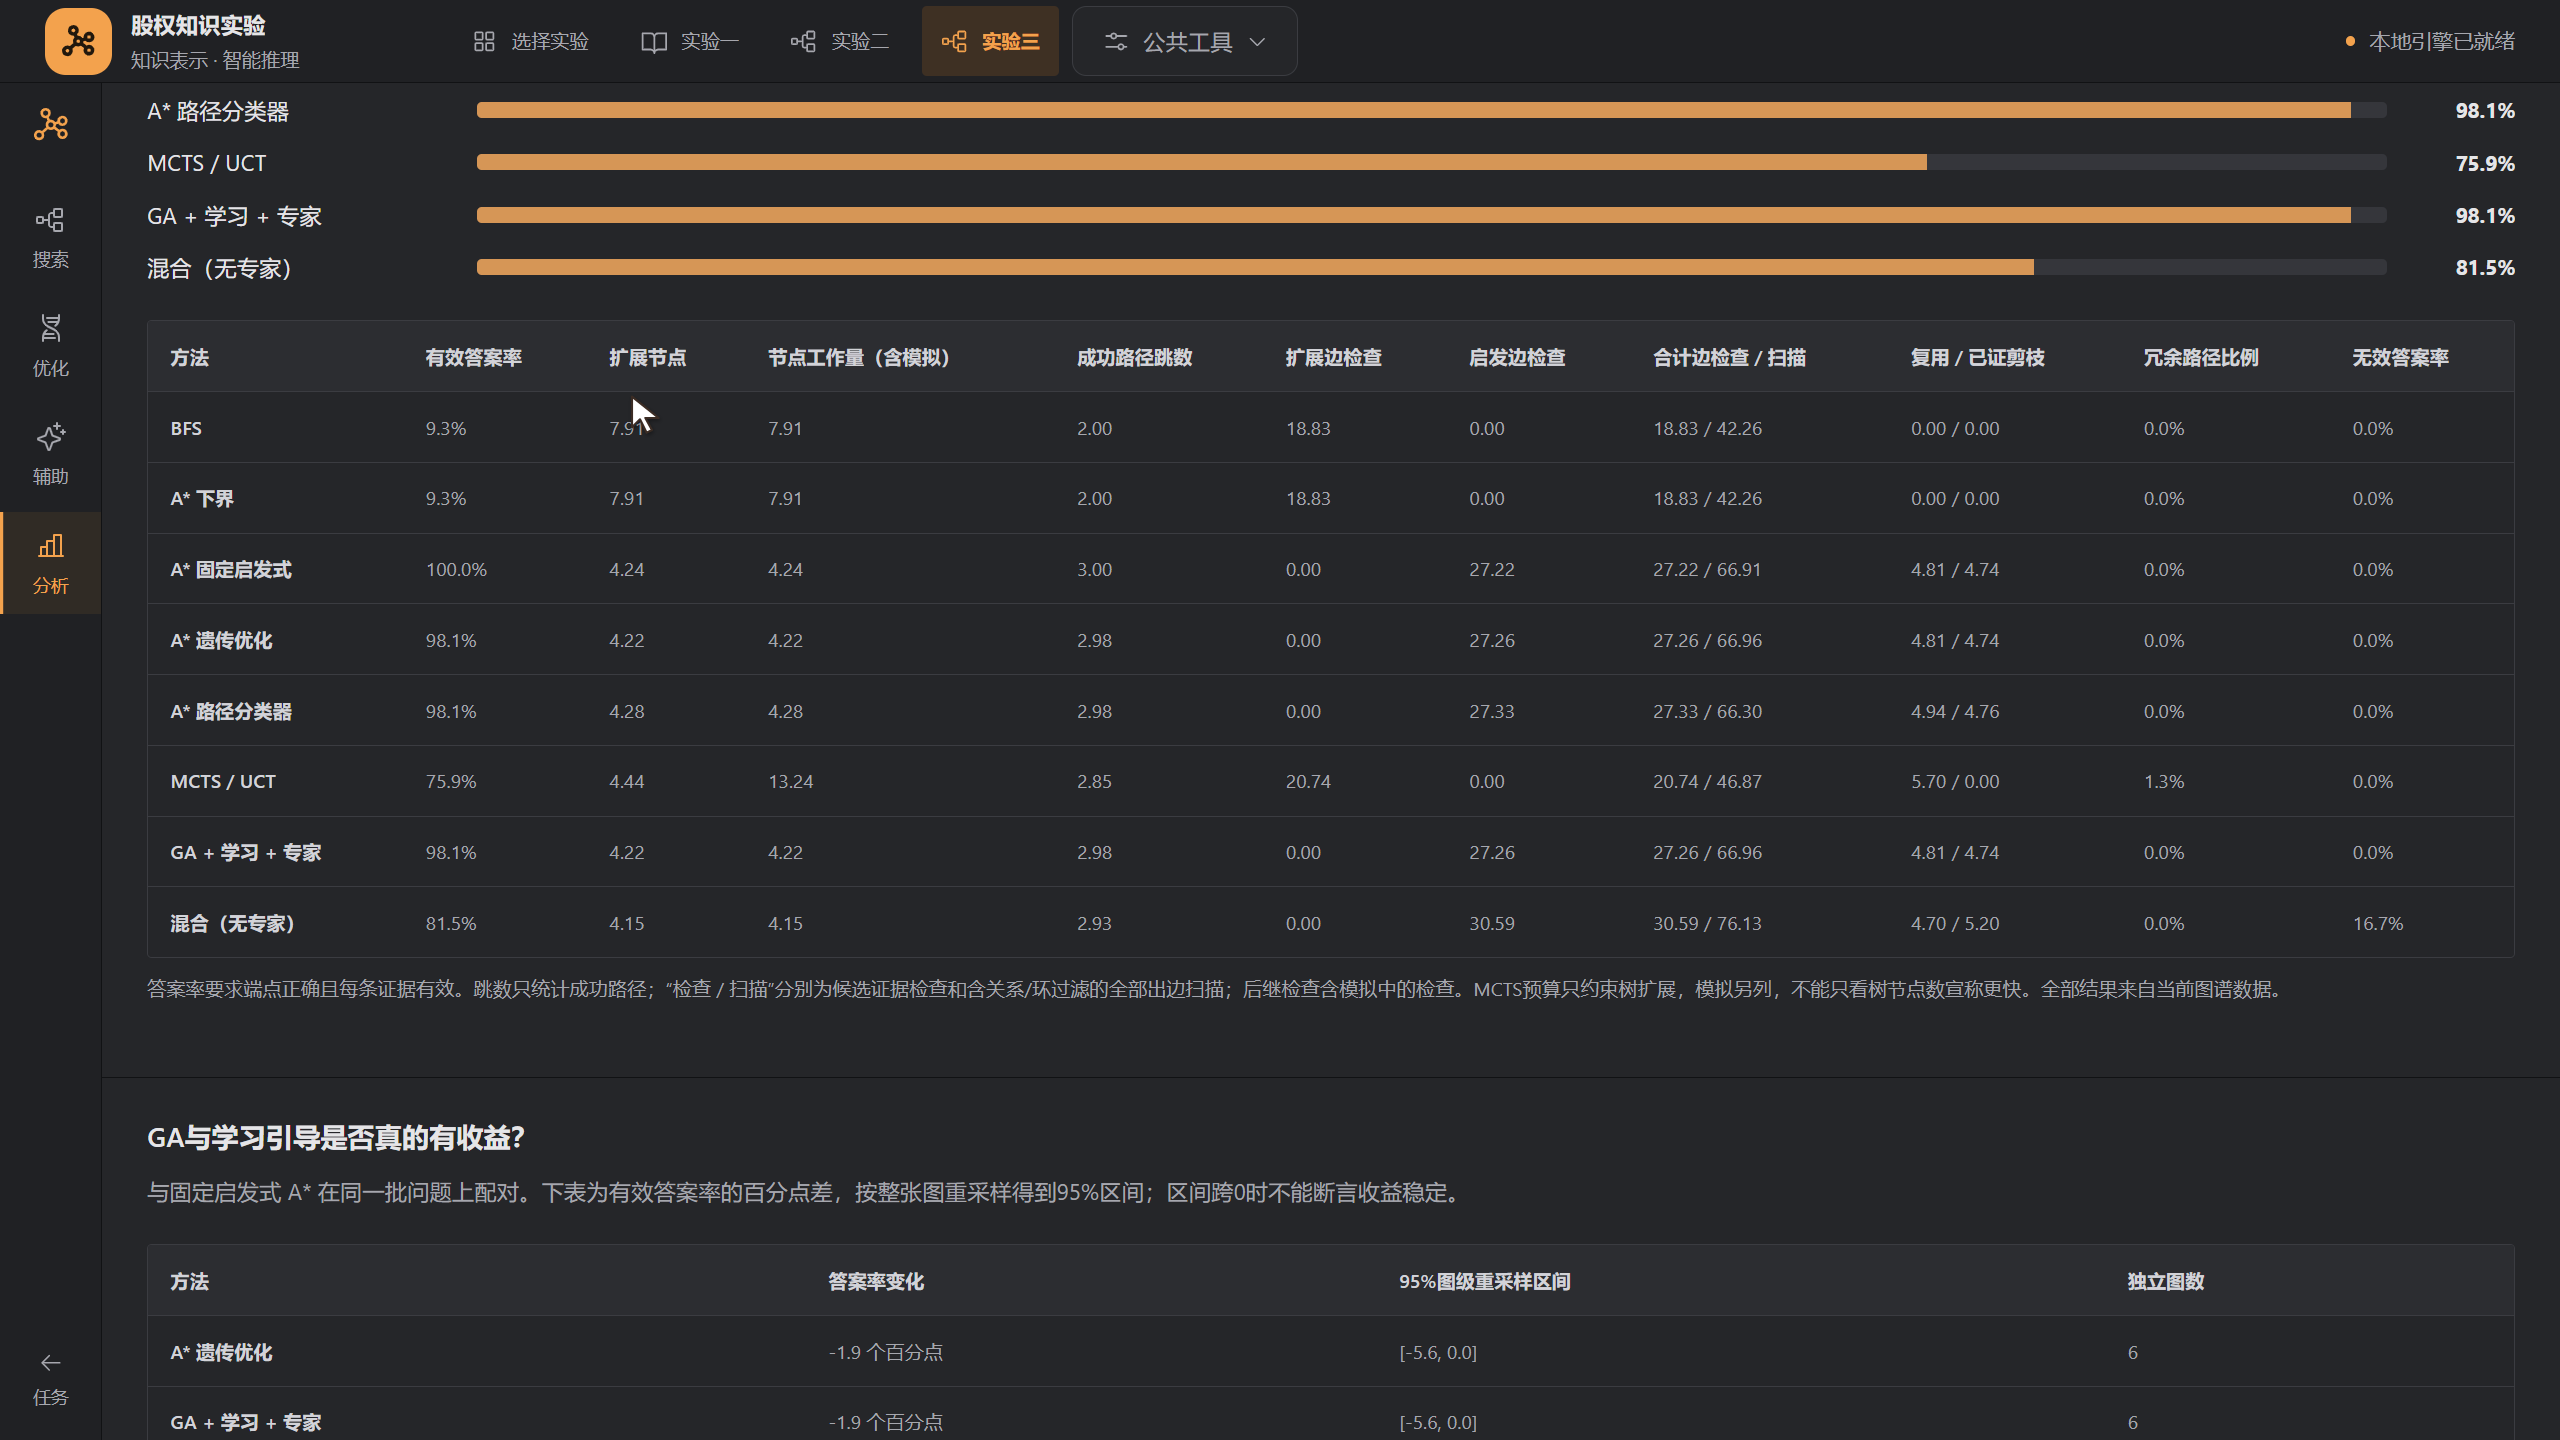 股权知识实验
知识表示 · 智能推理
选择实验
实验一
实验二
实验三
公共工具
本地引擎已就绪
搜索
优化
辅助
分析
任务
A* 路径分类器 98.1%
MCTS / UCT 75.9%
GA + 学习 + 专家 98.1%
混合（无专家） 81.5%
方法 有效答案率 扩展节点 节点工作量（含模拟） 成功路径跳数 扩展边检查 启发边检查 合计边检查 / 扫描 复用 / 已证剪枝 冗余路径比例 无效答案率
BFS 9.3% 7.91 7.91 2.00 18.83 0.00 18.83 / 42.26 0.00 / 0.00 0.0% 0.0%
A* 下界 9.3% 7.91 7.91 2.00 18.83 0.00 18.83 / 42.26 0.00 / 0.00 0.0% 0.0%
A* 固定启发式 100.0% 4.24 4.24 3.00 0.00 27.22 27.22 / 66.91 4.81 / 4.74 0.0% 0.0%
A* 遗传优化 98.1% 4.22 4.22 2.98 0.00 27.26 27.26 / 66.96 4.81 / 4.74 0.0% 0.0%
A* 路径分类器 98.1% 4.28 4.28 2.98 0.00 27.33 27.33 / 66.30 4.94 / 4.76 0.0% 0.0%
MCTS / UCT 75.9% 4.44 13.24 2.85 20.74 0.00 20.74 / 46.87 5.70 / 0.00 1.3% 0.0%
GA + 学习 + 专家 98.1% 4.22 4.22 2.98 0.00 27.26 27.26 / 66.96 4.81 / 4.74 0.0% 0.0%
混合（无专家） 81.5% 4.15 4.15 2.93 0.00 30.59 30.59 / 76.13 4.70 / 5.20 0.0% 16.7%
答案率要求端点正确且每条证据有效。跳数只统计成功路径；“检查 / 扫描”分别为候选证据检查和含关系/环过滤的全部出边扫描；后继检查含模拟中的检查。MCTS预算只约束树扩展，模拟另列，不能只看树节点数宣称更快。全部结果来自当前图谱数据。
GA与学习引导是否真的有收益？
与固定启发式 A* 在同一批问题上配对。下表为有效答案率的百分点差，按整张图重采样得到95%区间；区间跨0时不能断言收益稳定。
方法 答案率变化 95%图级重采样区间 独立图数
A* 遗传优化 -1.9 个百分点 [-5.6, 0.0] 6
GA + 学习 + 专家 -1.9 个百分点 [-5.6, 0.0] 6